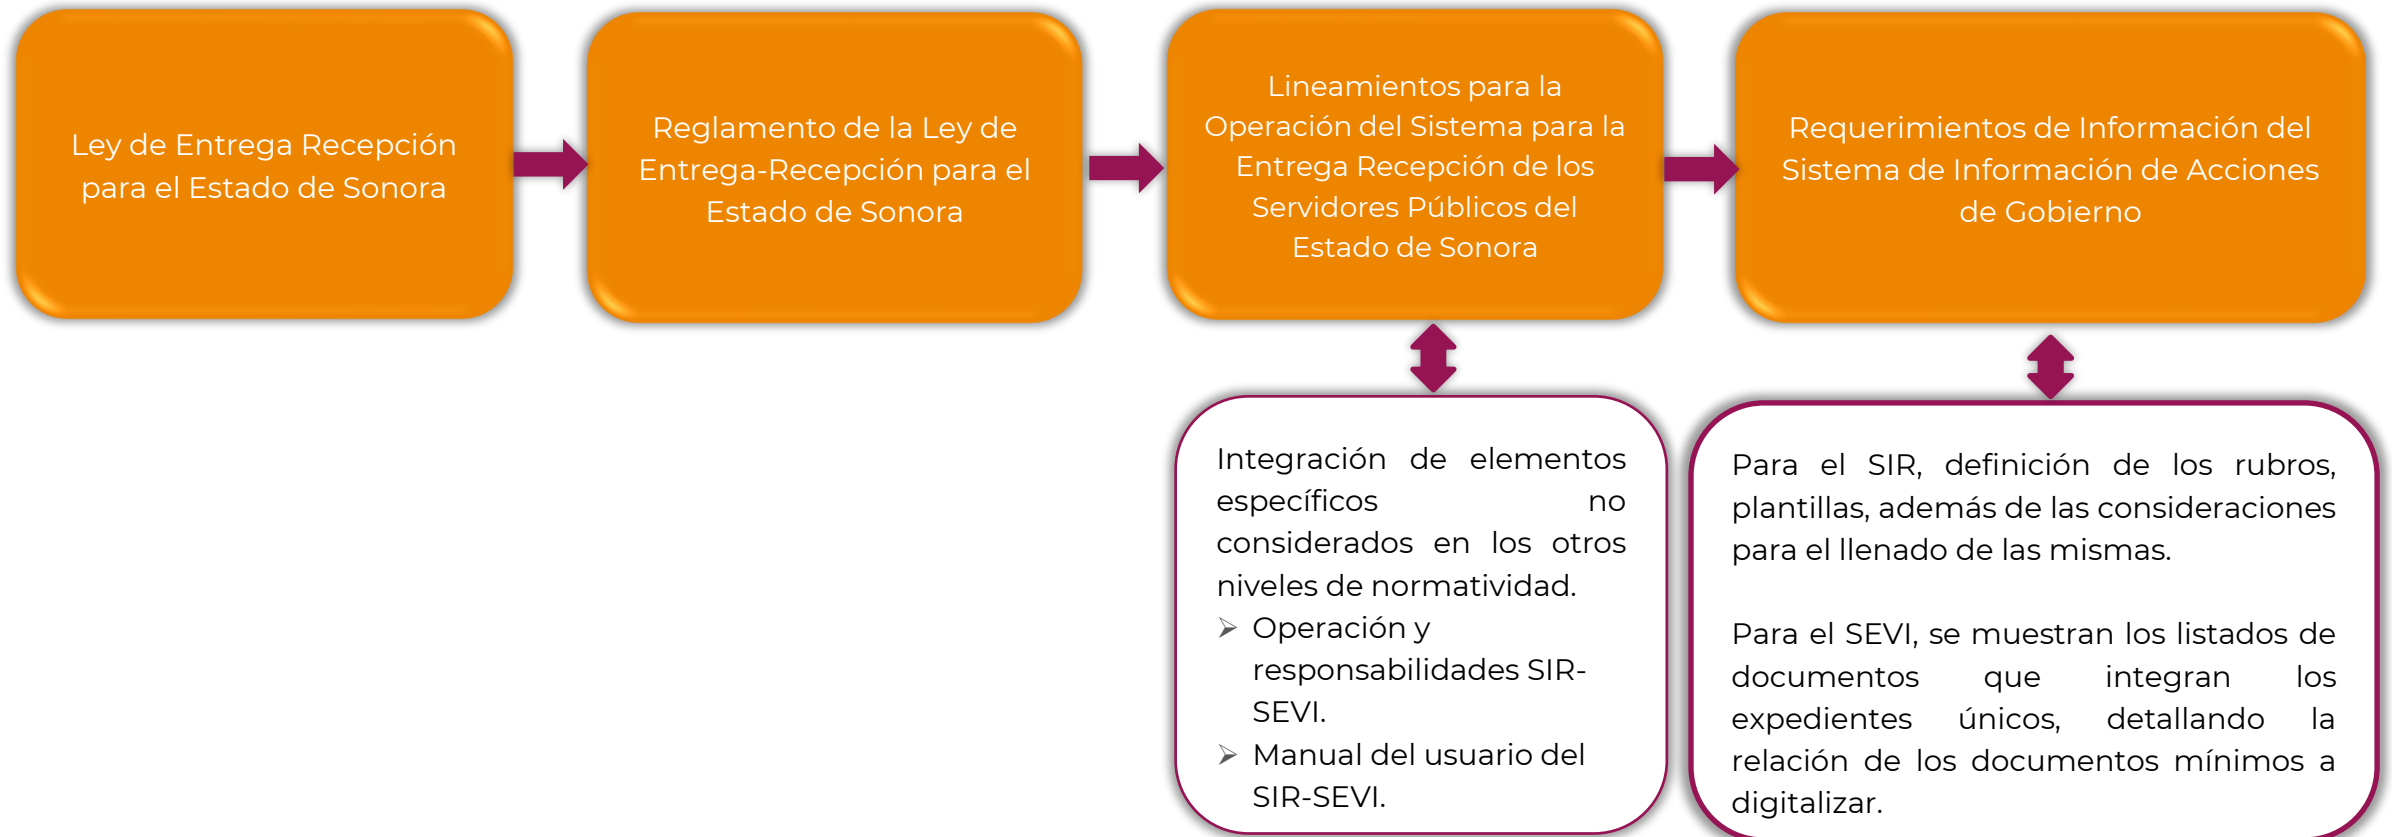 Ley de Entrega Recepción
para el Estado de Sonora
Reglamento de la Ley de
Entrega-Recepción para el
Estado de Sonora
Lineamientos para la
Operación del Sistema para la
Entrega Recepción de los
Servidores Públicos del
Estado de Sonora
Requerimientos de Información del
Sistema de Información de Acciones
de Gobierno
Integración de elementos
específicos no
considerados en los otros
niveles de normatividad.
➢ Operación y
responsabilidades SIR-
SEVI.
➢ Manual del usuario del
SIR-SEVI.
Para el SIR, definición de los rubros,
plantillas, además de las consideraciones
para el llenado de las mismas.
Para el SEVI, se muestran los listados de
documentos que integran los
expedientes únicos, detallando la
relación de los documentos mínimos a
digitalizar.